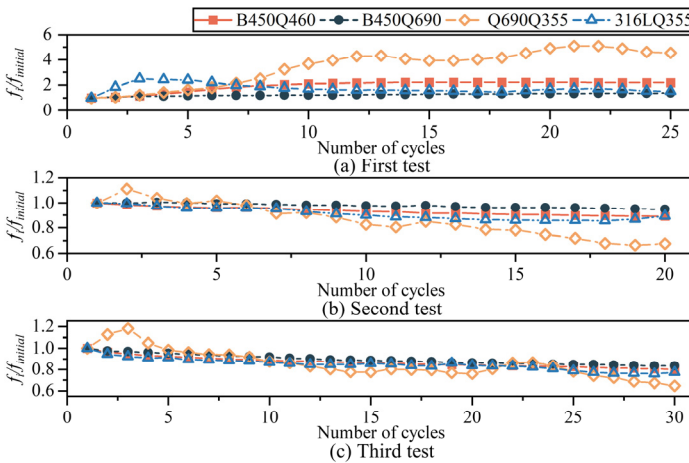 B450Q460 B450Q690 Q690Q355 316LQ355
6
4
2
0
f/f_initial
0 5 10 15 20 25
Number of cycles
(a) First test
1.2
1.0
0.8
0.6
f/f_initial
0 5 10 15 20
Number of cycles
(b) Second test
1.2
1.0
0.8
0.6
f/f_initial
0 5 10 15 20 25 30
Number of cycles
(c) Third test